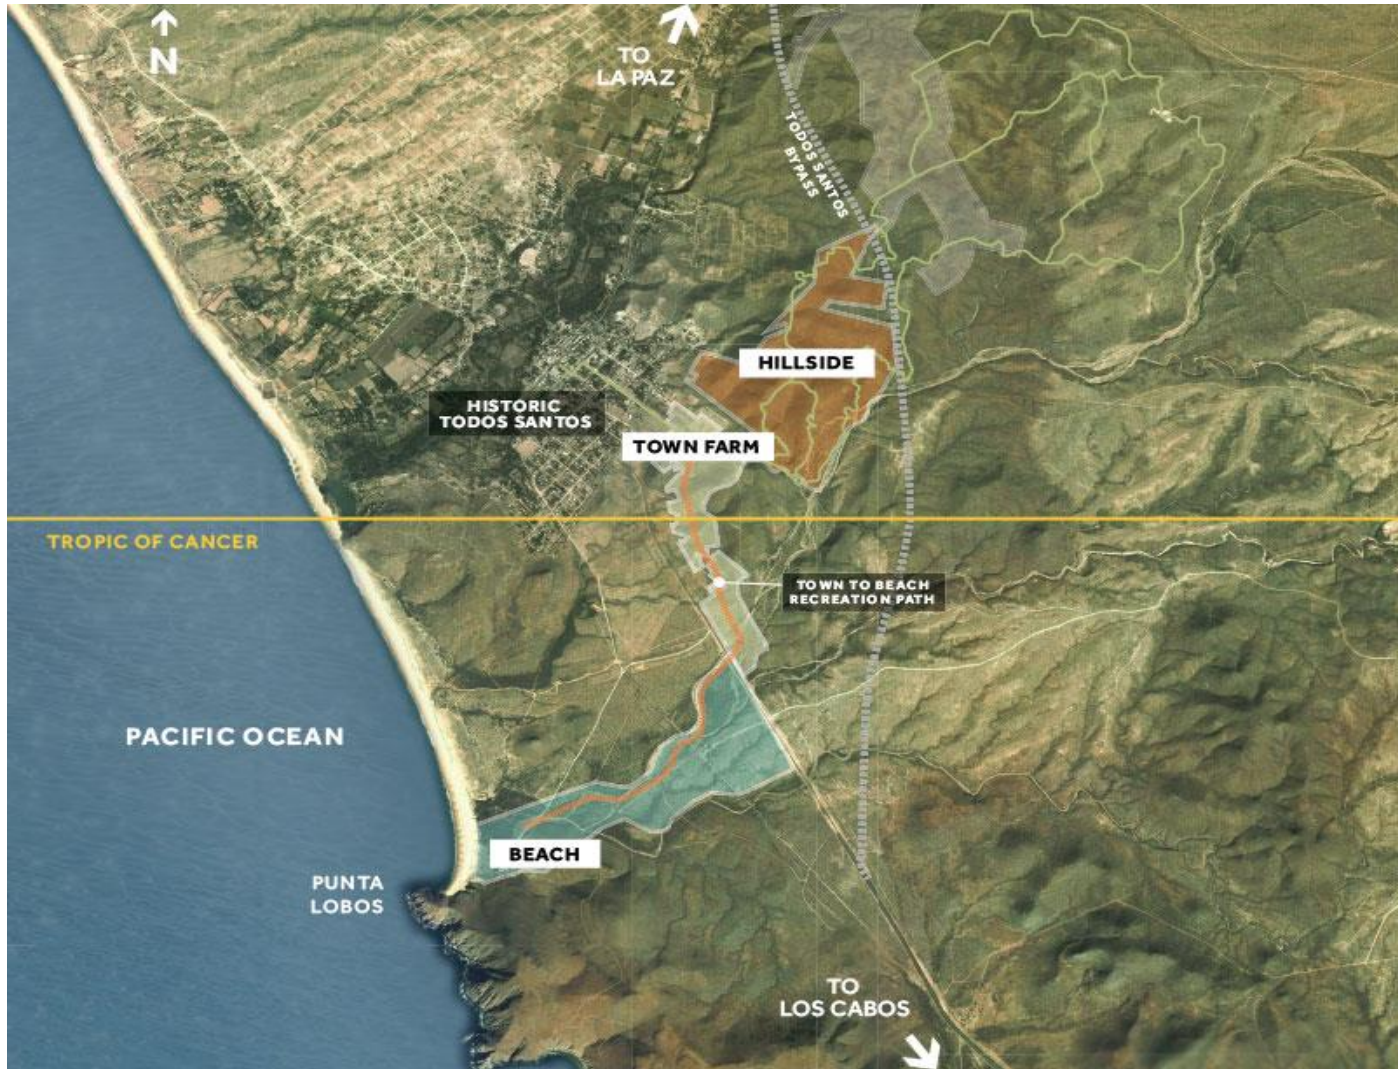 N
TO
LA PAZ
TODOS SANTOS
BYPASS
HILLSIDE
HISTORIC
TODOS SANTOS
TOWN FARM
TROPIC OF CANCER
TOWN TO BEACH
RECREATION PATH
PACIFIC OCEAN
BEACH
PUNTA
LOBOS
TO
LOS CABOS